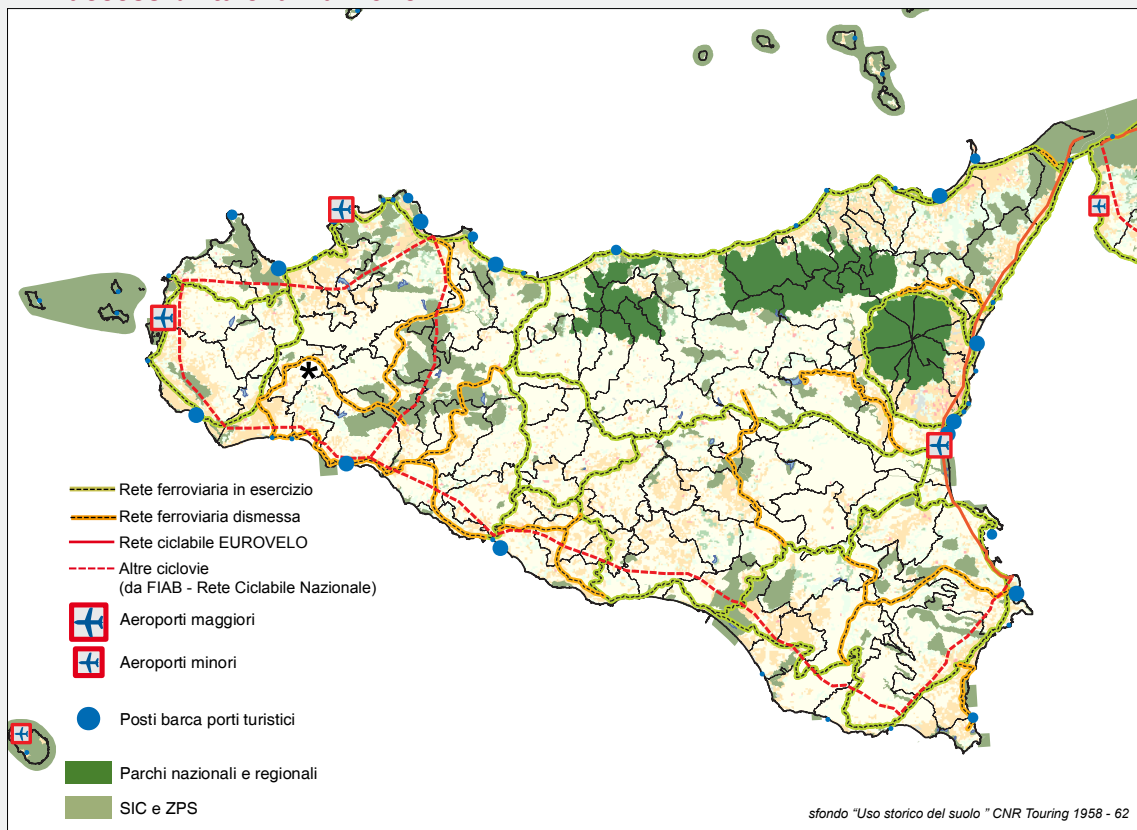 Rete ferroviaria in esercizio
Rete ferroviaria dismessa
Rete ciclabile EUROVELO
Altre ciclovie
(da FIAB - Rete Ciclabile Nazionale)
Aeroporti maggiori
Aeroporti minori
Posti barca porti turistici
Parchi nazionali e regionali
SIC e ZPS
sfondo "Uso storico del suolo " CNR Touring 1958 - 62